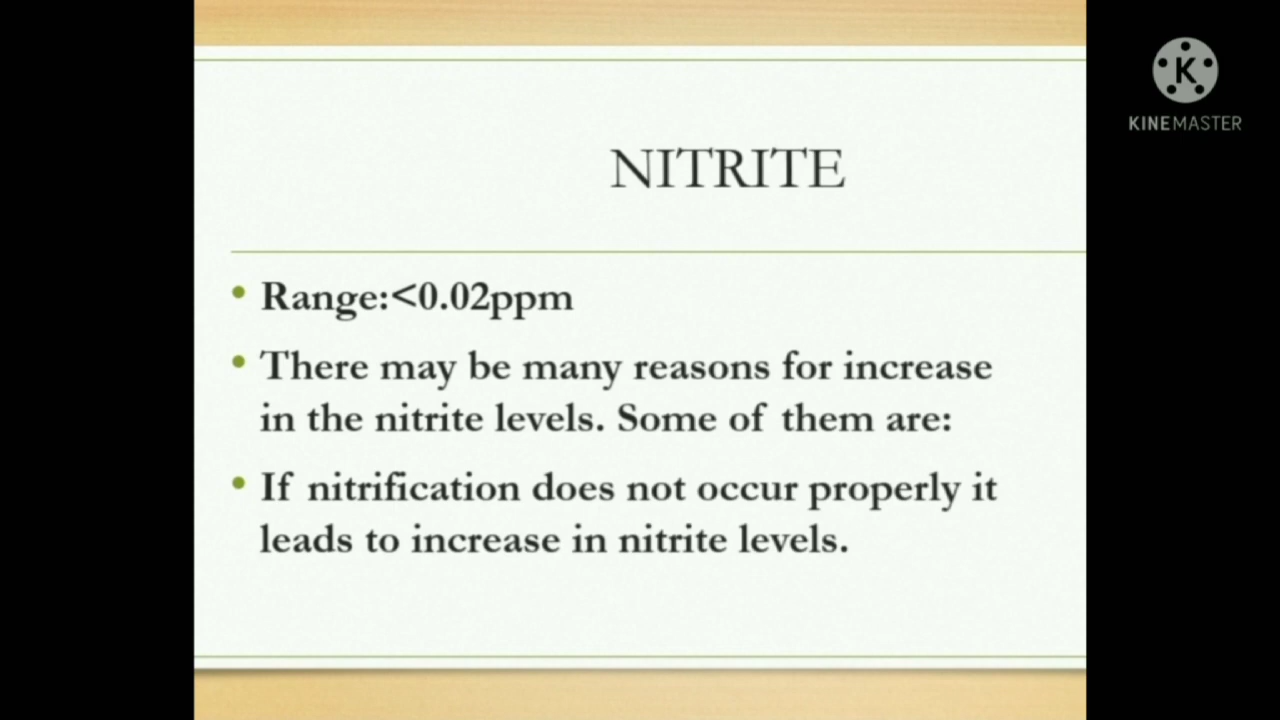 NITRITE
• Range:<0.02ppm
• There may be many reasons for increase
in the nitrite levels. Some of them are:
• If nitrification does not occur properly it
leads to increase in nitrite levels.
K
KINEMASTER